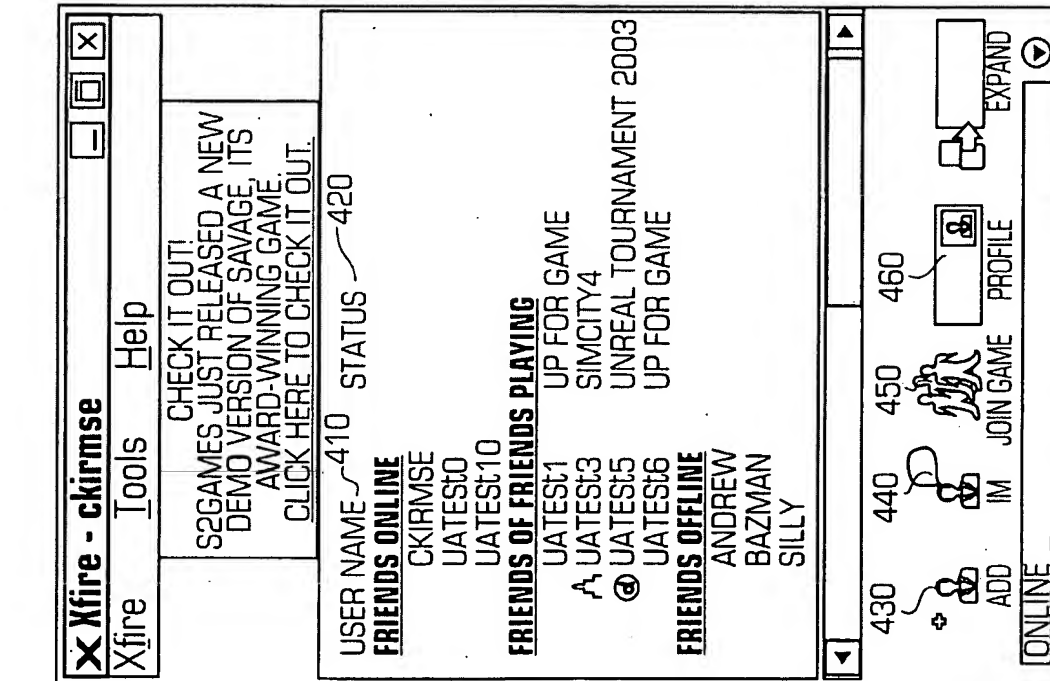 Xfire - ckirmse
Xfire Tools Help
CHECK IT OUT!
S2GAMES JUST RELEASED A NEW
DEMO VERSION OF SAVAGE, ITS
AWARD-WINNING GAME.
CLICK HERE TO CHECK IT OUT.
USER NAME 410 STATUS 420
FRIENDS ONLINE
CKIRMSE
UATESt0
UATESt10
FRIENDS OF FRIENDS PLAYING
UATESt1 UP FOR GAME
UATESt3 SIMCITY4
UATESt5 UNREAL TOURNAMENT 2003
UATESt6 UP FOR GAME
FRIENDS OFFLINE
ANDREW
BAZMAN
SILLY
430 440 450 460
ADD IM JOIN GAME PROFILE EXPAND
ONLINE